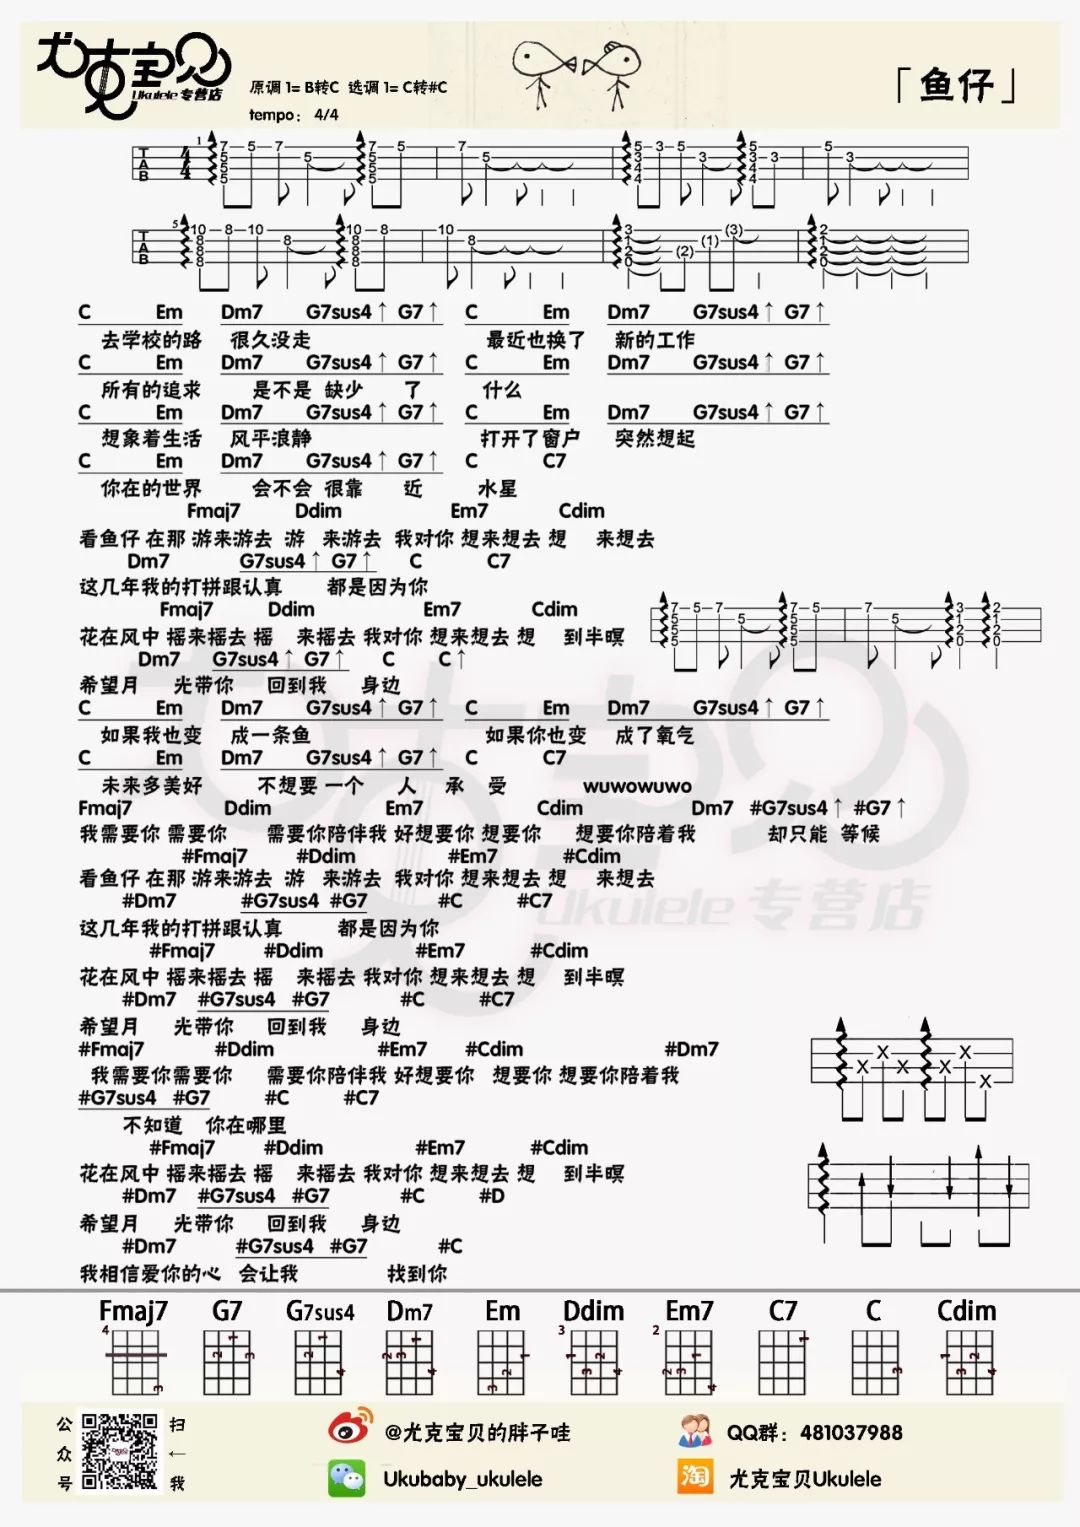 尤克宝贝
Ukulele 专营店
原调 1= B转C 选调 1= C转#C
tempo： 4/4
「鱼仔」
C Em Dm7 G7sus4↑ G7↑ C Em Dm7 G7sus4↑ G7↑
去学校的路 很久没走 最近也换了 新的工作
C Em Dm7 G7sus4↑ G7↑ C Em Dm7 G7sus4↑ G7↑
所有的追求 是不是 缺少 了 什么
C Em Dm7 G7sus4↑ G7↑ C Em Dm7 G7sus4↑ G7↑
想象着生活 风平浪静 打开了窗户 突然想起
C Em Dm7 G7sus4↑ G7↑ C C7
你在的世界 会不会 很靠 近 水星
Fmaj7 Ddim Em7 Cdim
看鱼仔 在那 游来游去 游 来游去 我对你 想来想去 想 来想去
Dm7 G7sus4↑ G7↑ C C7
这几年我的打拼跟认真 都是因为你
Fmaj7 Ddim Em7 Cdim
花在风中 摇来摇去 摇 来摇去 我对你 想来想去 想 到半暝
Dm7 G7sus4↑ G7↑ C C↑
希望月 光带你 回到我 身边
C Em Dm7 G7sus4↑ G7↑ C Em Dm7 G7sus4↑ G7↑
如果我也变 成一条鱼 如果你也变 成了氧气
C Em Dm7 G7sus4↑ G7↑ C C7
未来多美好 不想要 一个 人 承 受 wuwowuwo
Fmaj7 Ddim Em7 Cdim Dm7 #G7sus4↑ #G7↑
我需要你 需要你 需要你陪伴我 好想要你 想要你 想要你陪着我 却只能 等候
#Fmaj7 #Ddim #Em7 #Cdim
看鱼仔 在那 游来游去 游 来游去 我对你 想来想去 想 来想去
#Dm7 #G7sus4 #G7 #C #C7
这几年我的打拼跟认真 都是因为你
#Fmaj7 #Ddim #Em7 #Cdim
花在风中 摇来摇去 摇 来摇去 我对你 想来想去 想 到半暝
#Dm7 #G7sus4 #G7 #C #C7
希望月 光带你 回到我 身边
#Fmaj7 #Ddim #Em7 #Cdim #Dm7
我需要你需要你 需要你陪伴我 好想要你 想要你 想要你陪着我
#G7sus4 #G7 #C #C7
不知道 你在哪里
#Fmaj7 #Ddim #Em7 #Cdim
花在风中 摇来摇去 摇 来摇去 我对你 想来想去 想 到半暝
#Dm7 #G7sus4 #G7 #C #D
希望月 光带你 回到我 身边
#Dm7 #G7sus4 #G7 #C
我相信爱你的心 会让我 找到你
Fmaj7 G7 G7sus4 Dm7 Em Ddim Em7 C7 C Cdim
公众号
扫←我
@尤克宝贝的胖子哇
QQ群：481037988
Ukubaby_ukulele
淘
尤克宝贝Ukulele